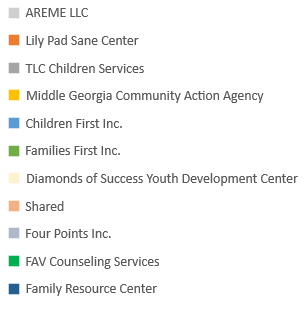 AREME LLC
Lily Pad Sane Center
TLC Children Services
Middle Georgia Community Action Agency
Children First Inc.
Families First Inc.
Diamonds of Success Youth Development Center
Shared
Four Points Inc.
FAV Counseling Services
Family Resource Center